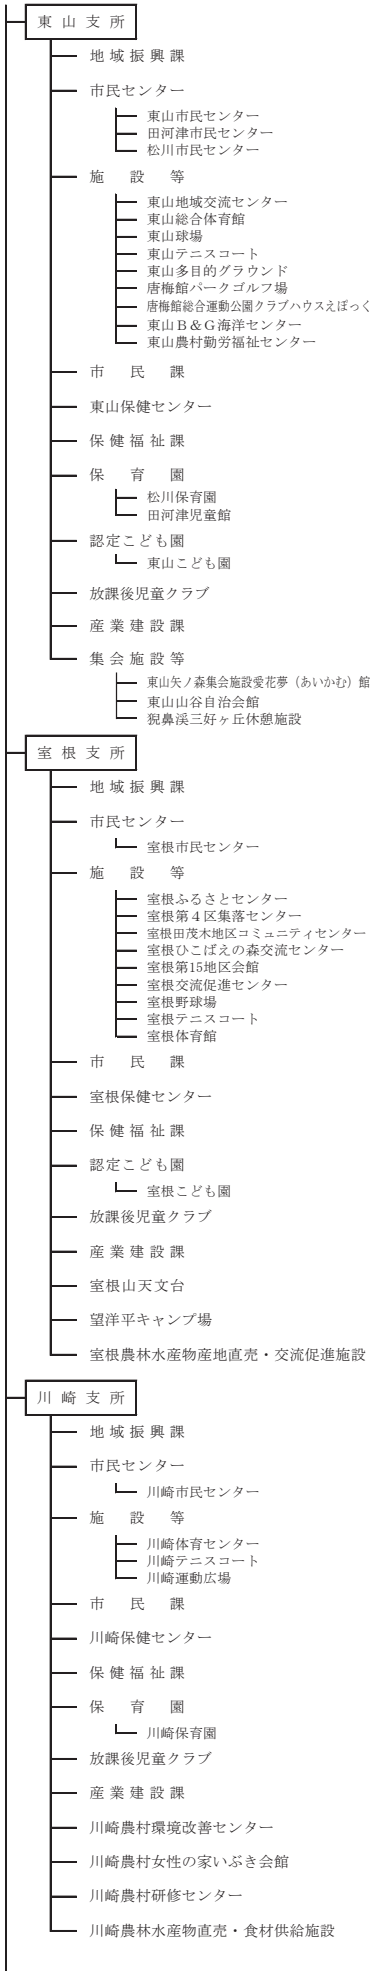 東山支所
地域振興課
市民センター
東山市民センター
田河津市民センター
松川市民センター
施設等
東山地域交流センター
東山総合体育館
東山球場
東山テニスコート
東山多目的グラウンド
唐梅館パークゴルフ場
唐梅館総合運動公園クラブハウスえぽっく
東山Ｂ＆Ｇ海洋センター
東山農村勤労福祉センター
市民課
東山保健センター
保健福祉課
保育園
松川保育園
田河津児童館
認定こども園
東山こども園
放課後児童クラブ
産業建設課
集会施設等
東山矢ノ森集会施設愛花夢（あいかむ）館
東山山谷自治会館
猊鼻渓三好ヶ丘休憩施設
室根支所
地域振興課
市民センター
室根市民センター
施設等
室根ふるさとセンター
室根第４区集落センター
室根田茂木地区コミュニティセンター
室根ひこばえの森交流センター
室根第15地区会館
室根交流促進センター
室根野球場
室根テニスコート
室根体育館
市民課
室根保健センター
保健福祉課
認定こども園
室根こども園
放課後児童クラブ
産業建設課
室根山天文台
望洋平キャンプ場
室根農林水産物産地直売・交流促進施設
川崎支所
地域振興課
市民センター
川崎市民センター
施設等
川崎体育センター
川崎テニスコート
川崎運動広場
市民課
川崎保健センター
保健福祉課
保育園
川崎保育園
放課後児童クラブ
産業建設課
川崎農村環境改善センター
川崎農村女性の家いぶき会館
川崎農村研修センター
川崎農林水産物直売・食材供給施設